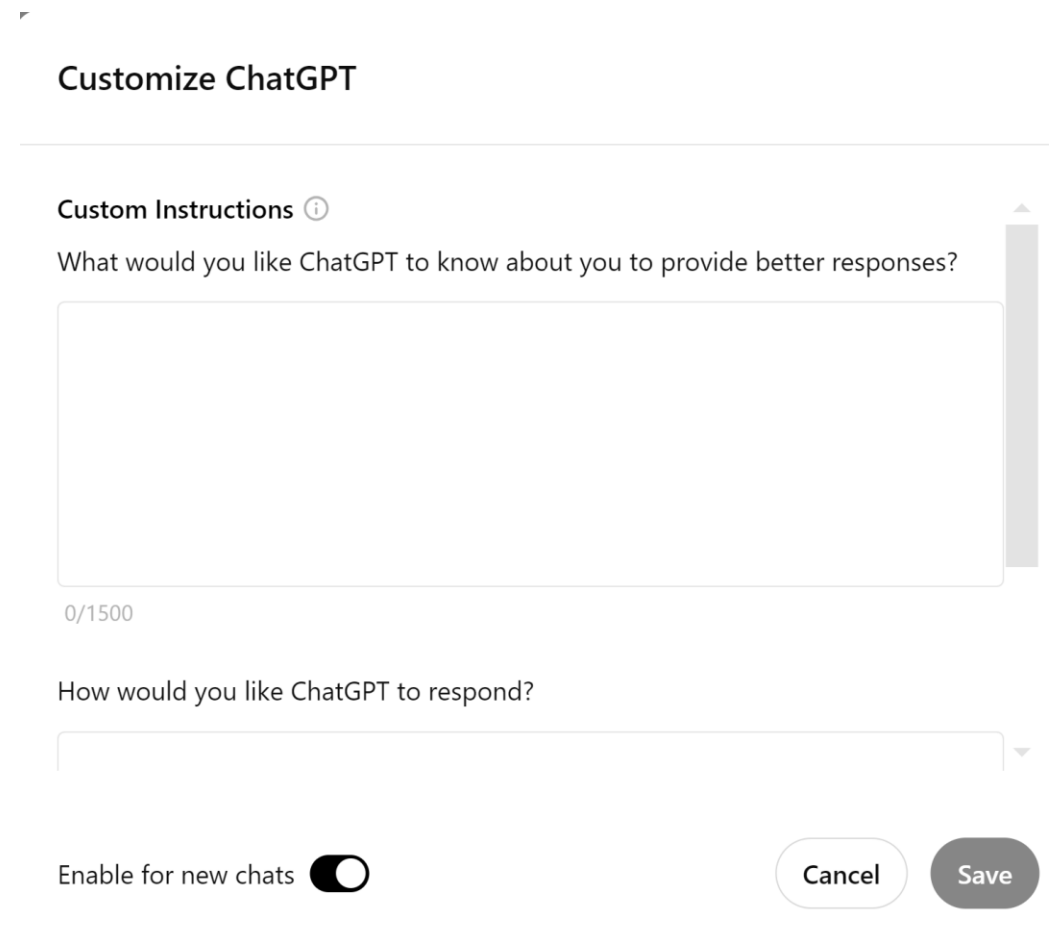 Customize ChatGPT
Custom Instructions
What would you like ChatGPT to know about you to provide better responses?
0/1500
How would you like ChatGPT to respond?
Enable for new chats
Cancel
Save